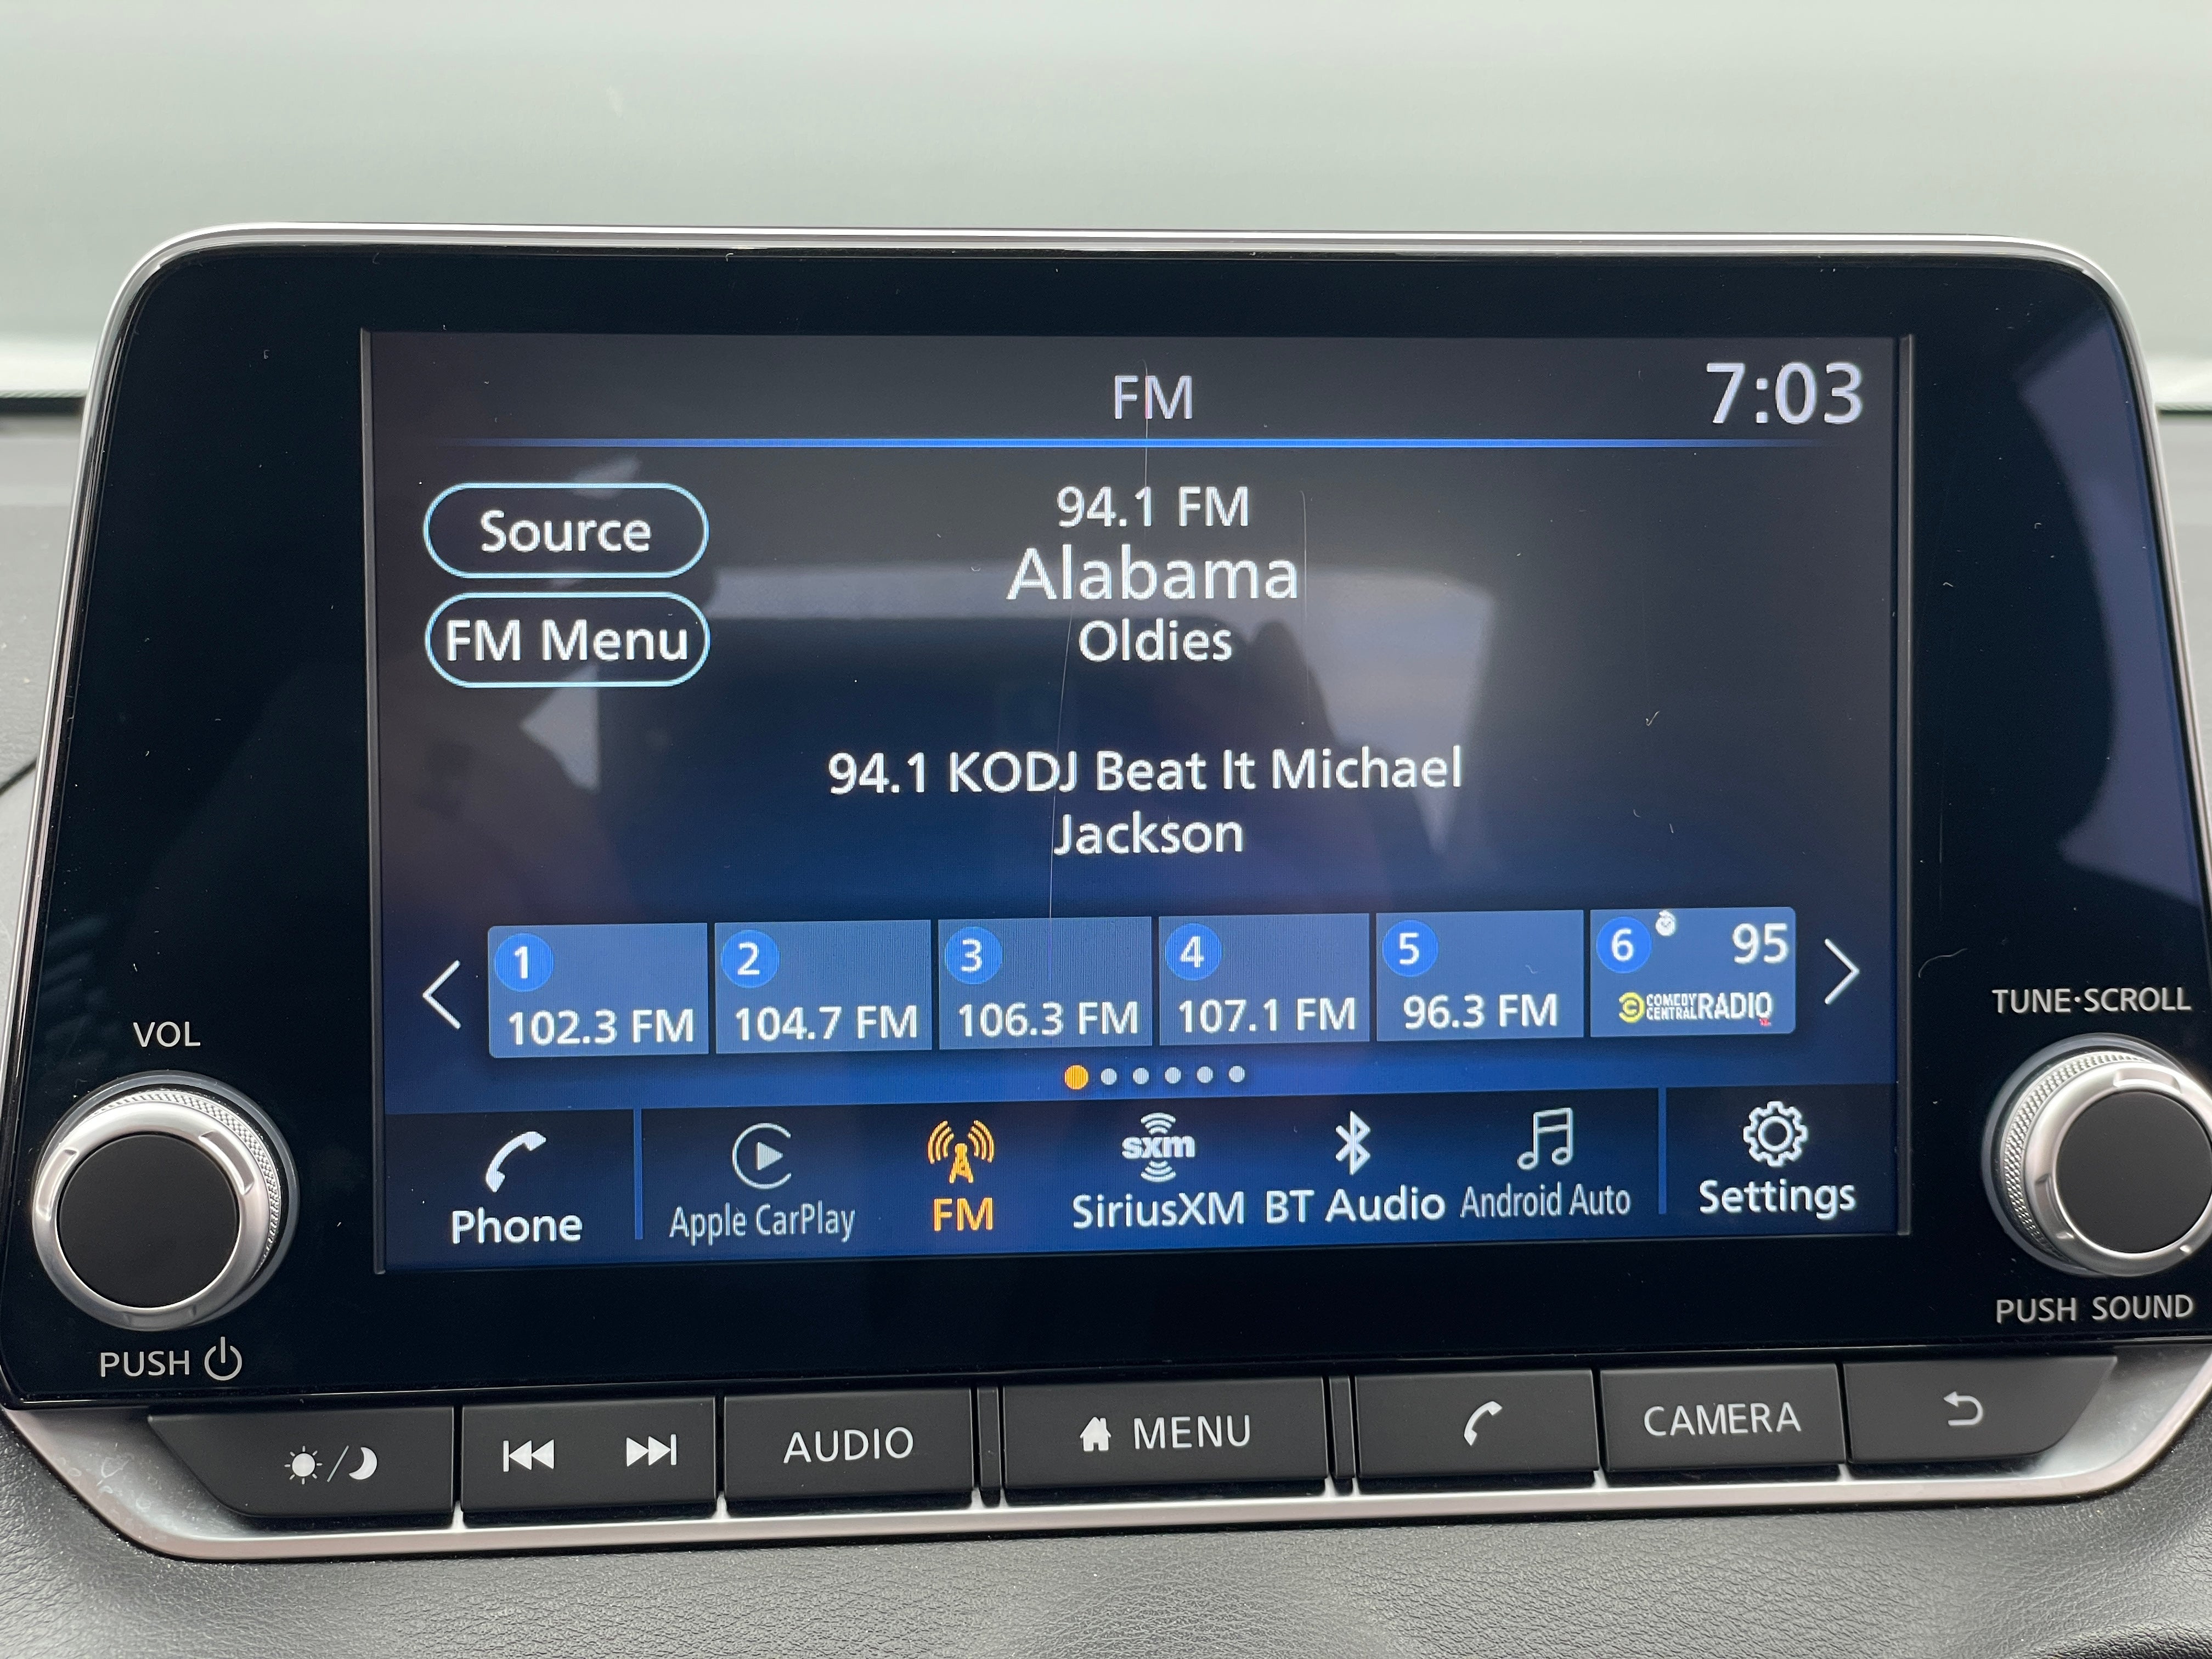 FM
7:03
Source
94.1 FM
Alabama
FM Menu
Oldies
94.1 KODJ Beat It Michael
Jackson
1
2
3
4
5
6
95
102.3 FM
104.7 FM
106.3 FM
107.1 FM
96.3 FM
COMEDY
CENTRAL RADIO
VOL
TUNE·SCROLL
sxm
Phone
Apple CarPlay
FM
SiriusXM
BT Audio
Android Auto
Settings
PUSH
PUSH SOUND
AUDIO
MENU
CAMERA